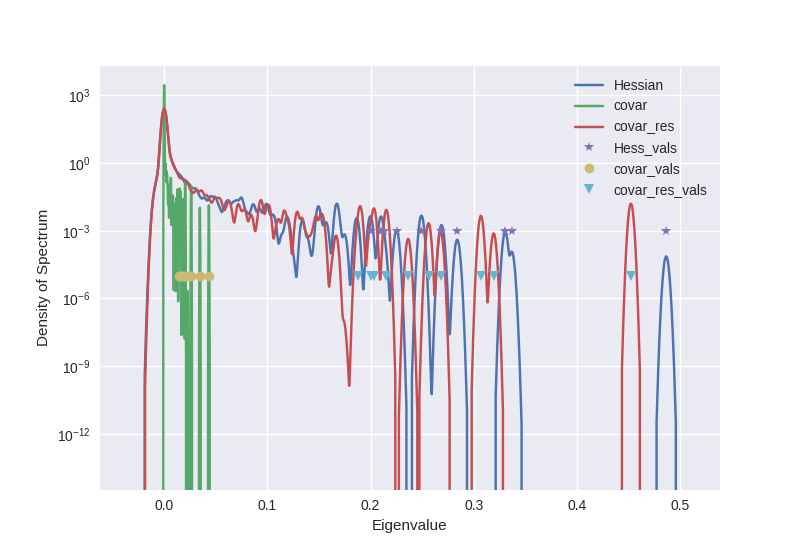 Hessian
covar
covar_res
Hess_vals
covar_vals
covar_res_vals
10^3
10^0
10^−3
10^−6
10^−9
10^−12
Density of Spectrum
0.0 0.1 0.2 0.3 0.4 0.5
Eigenvalue